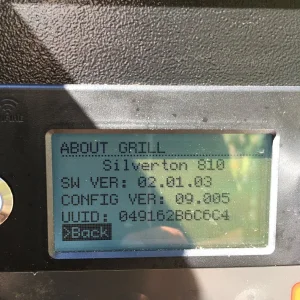 ABOUT GRILL
Silverton 810
SW VER: 02.01.03
CONFIG VER: 09.005
UUID: 049162B6C6C4
>Back